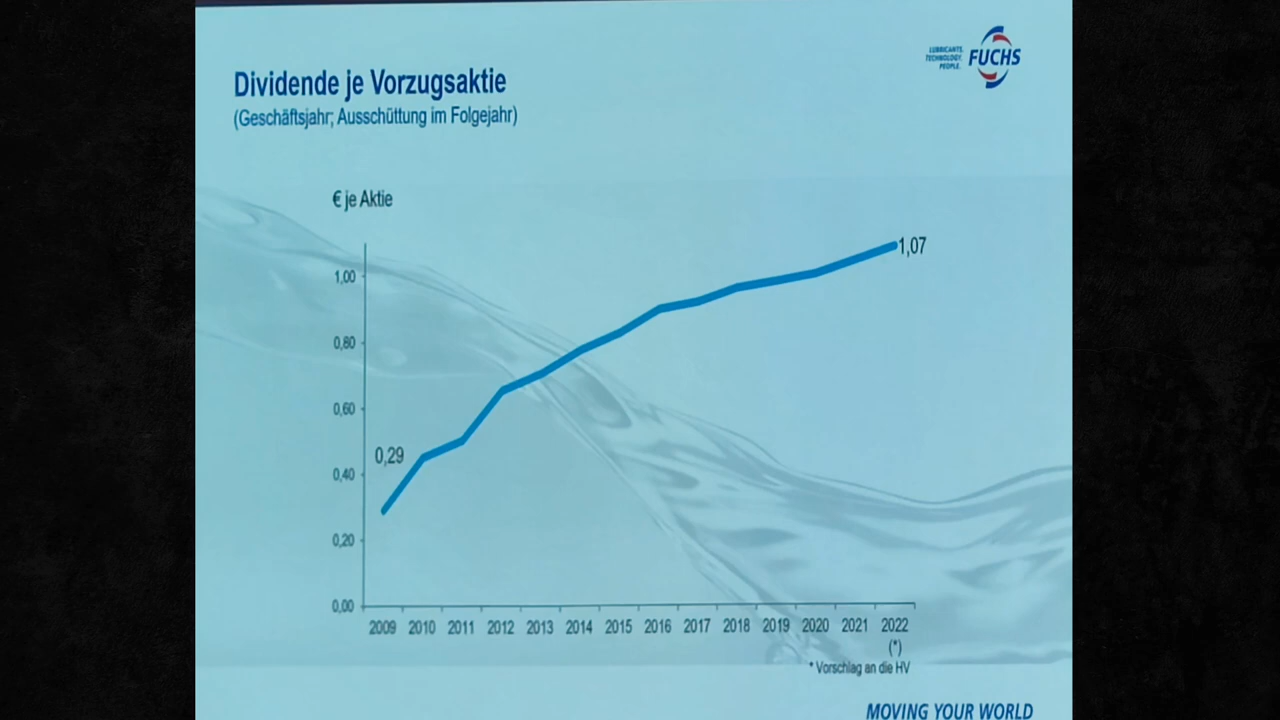 LUBRICANTS.
TECHNOLOGY.
PEOPLE.
FUCHS
Dividende je Vorzugsaktie
(Geschäftsjahr; Ausschüttung im Folgejahr)
€ je Aktie
1,07
1,00
0,80
0,60
0,29
0,40
0,20
0,00
2009 2010 2011 2012 2013 2014 2015 2016 2017 2018 2019 2020 2021 2022
(*)
* Vorschlag an die HV
MOVING YOUR WORLD